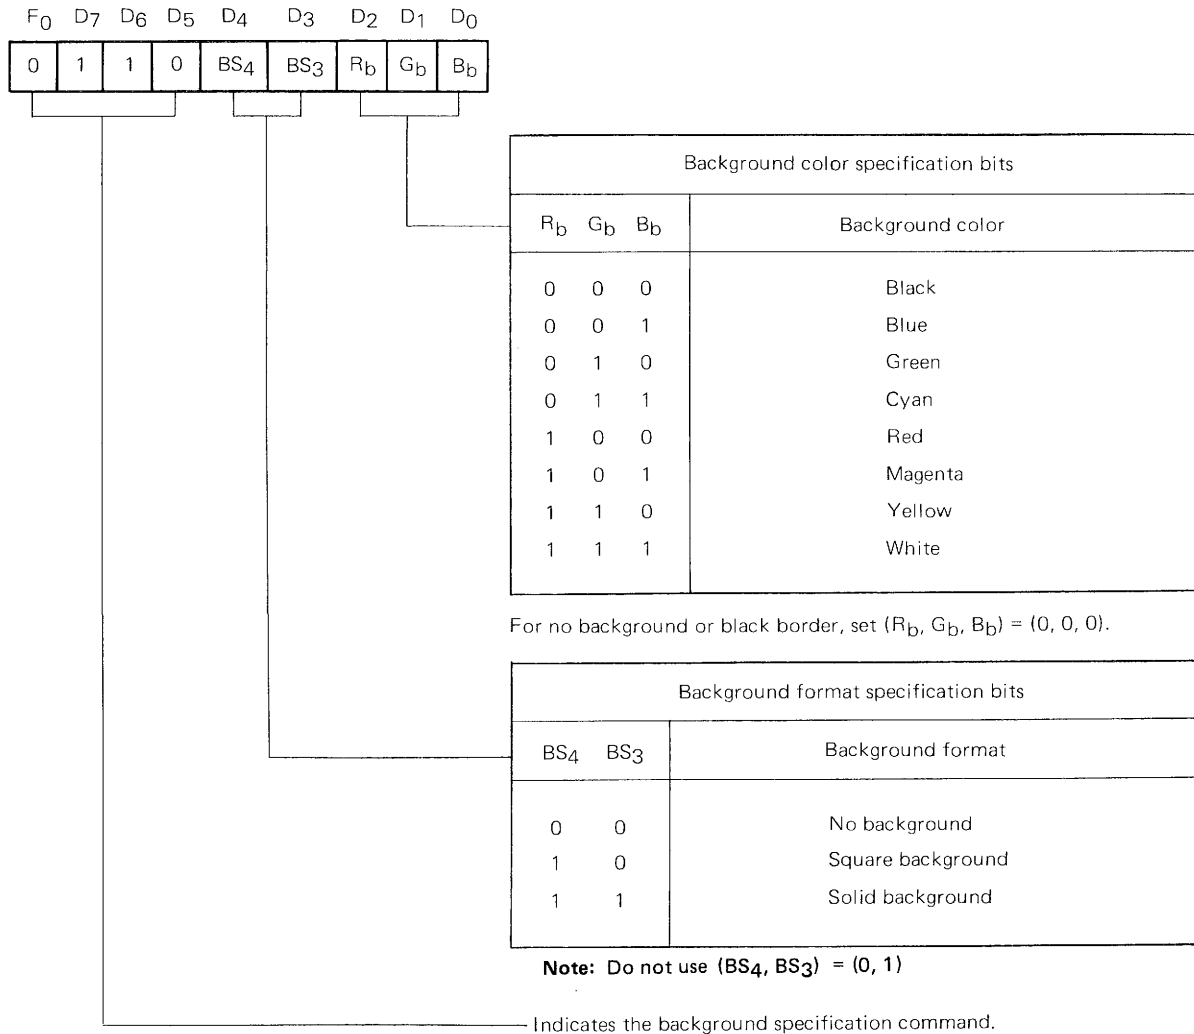 F0 D7 D6 D5 D4 D3 D2 D1 D0
0 1 1 0 BS4 BS3 Rb Gb Bb
Background color specification bits
Rb Gb Bb Background color
0 0 0 Black
0 0 1 Blue
0 1 0 Green
0 1 1 Cyan
1 0 0 Red
1 0 1 Magenta
1 1 0 Yellow
1 1 1 White
For no background or black border, set (Rb, Gb, Bb) = (0, 0, 0).
Background format specification bits
BS4 BS3 Background format
0 0 No background
1 0 Square background
1 1 Solid background
Note: Do not use (BS4, BS3) = (0, 1)
Indicates the background specification command.